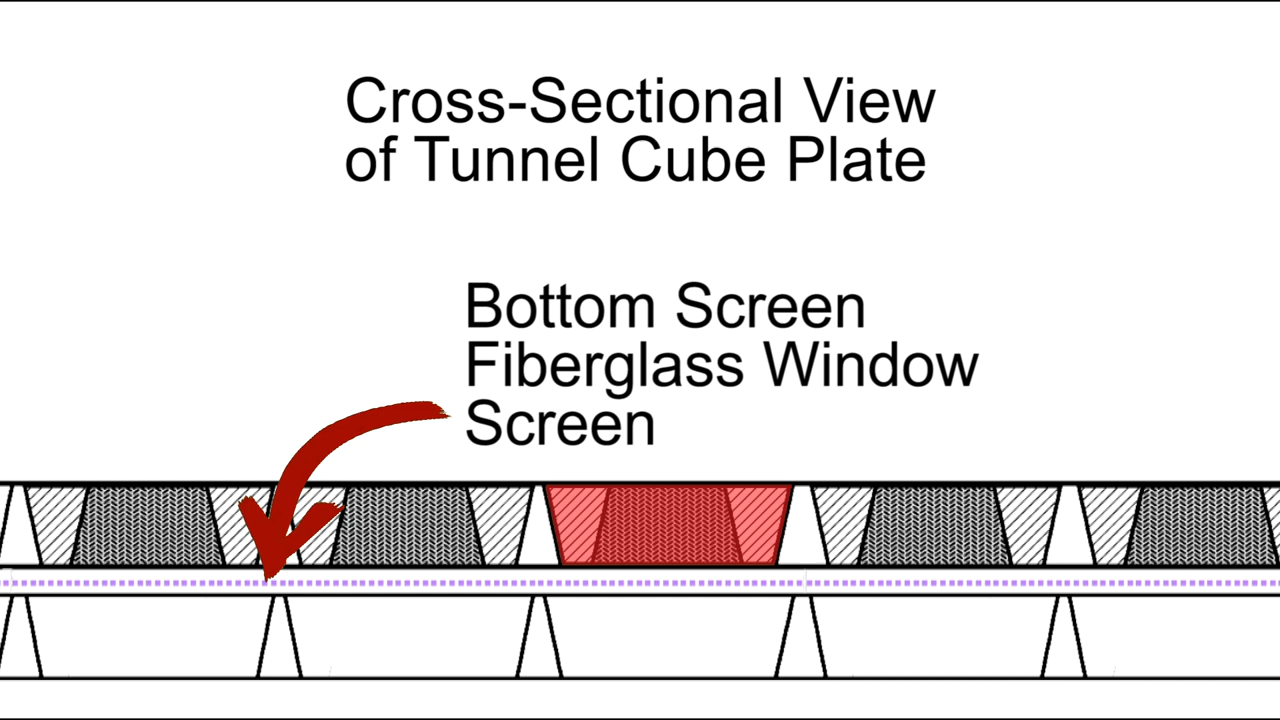 Cross-Sectional View
of Tunnel Cube Plate
Bottom Screen
Fiberglass Window
Screen